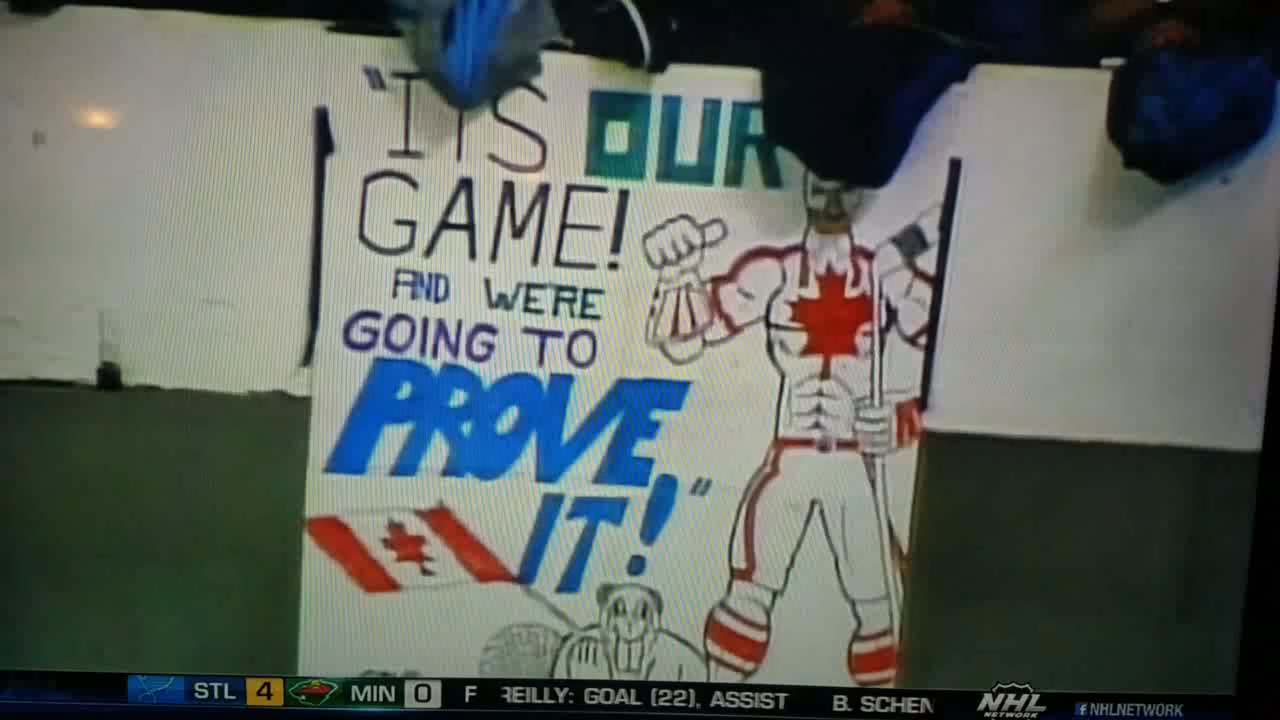 "ITS OUR
GAME!
AND WERE
GOING TO
PROVE
IT!"
STL 4 MIN 0 F REILLY: GOAL (22), ASSIST B. SCHEN
NHL
NETWORK
f NHLNETWORK